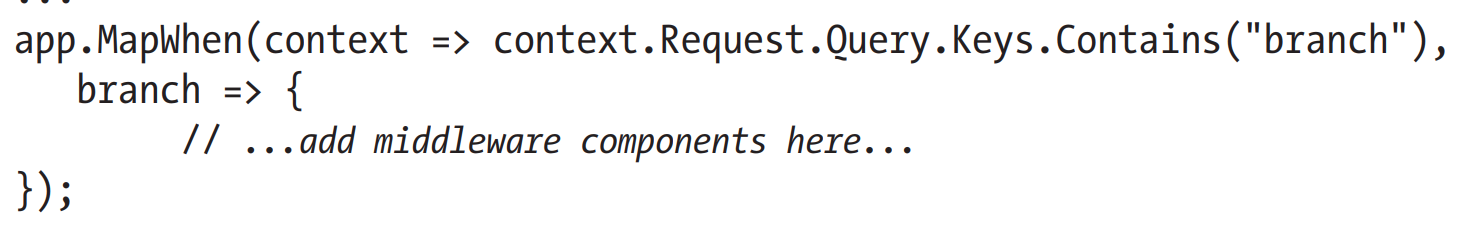 ...
app.MapWhen(context => context.Request.Query.Keys.Contains("branch"),
branch => {
// ...add middleware components here...
});